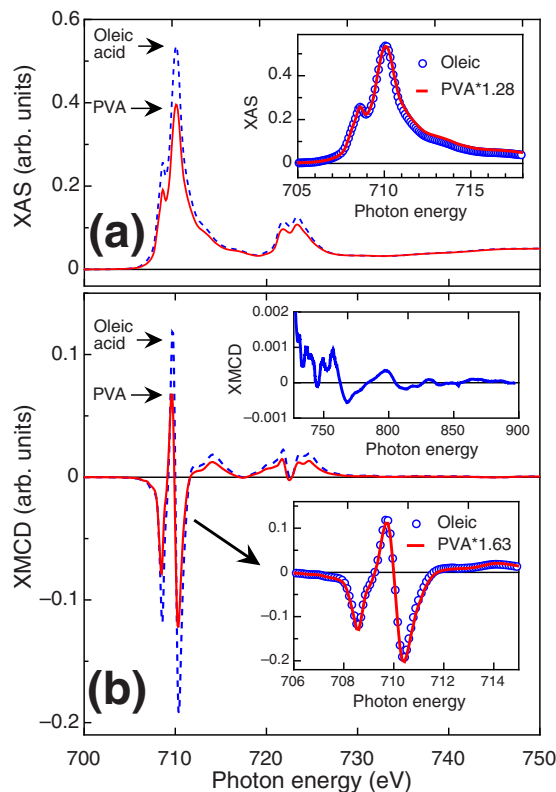 Oleic
acid
PVA
XAS (arb. units)
0.6
0.4
0.2
0
(a)
XAS
0.4
0.2
0
705
710
715
Photon energy
Oleic
PVA*1.28
Oleic
acid
PVA
XMCD (arb. units)
0.1
0
−0.1
−0.2
(b)
XMCD
0.002
0.001
0
−0.001
750
800
850
900
Photon energy
0.1
0
−0.1
−0.2
706
708
710
712
714
Photon energy
Oleic
PVA*1.63
700
710
720
730
740
750
Photon energy (eV)